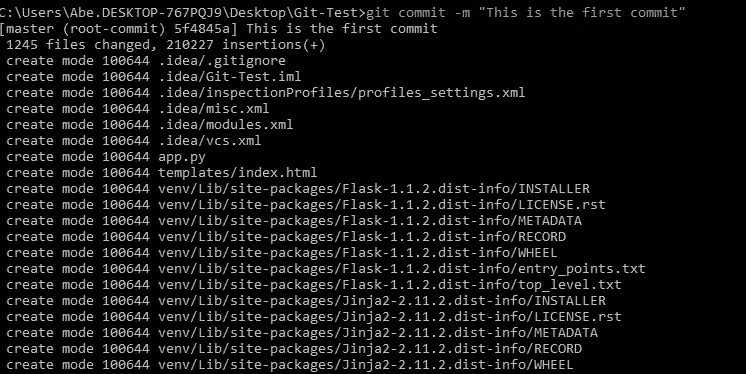 C:\Users\Abe.DESKTOP-767PQJ9\Desktop\Git-Test>git commit -m "This is the first commit"
[master (root-commit) 5f4845a] This is the first commit
 1245 files changed, 210227 insertions(+)
 create mode 100644 .idea/.gitignore
 create mode 100644 .idea/Git-Test.iml
 create mode 100644 .idea/inspectionProfiles/profiles_settings.xml
 create mode 100644 .idea/misc.xml
 create mode 100644 .idea/modules.xml
 create mode 100644 .idea/vcs.xml
 create mode 100644 app.py
 create mode 100644 templates/index.html
 create mode 100644 venv/Lib/site-packages/Flask-1.1.2.dist-info/INSTALLER
 create mode 100644 venv/Lib/site-packages/Flask-1.1.2.dist-info/LICENSE.rst
 create mode 100644 venv/Lib/site-packages/Flask-1.1.2.dist-info/METADATA
 create mode 100644 venv/Lib/site-packages/Flask-1.1.2.dist-info/RECORD
 create mode 100644 venv/Lib/site-packages/Flask-1.1.2.dist-info/WHEEL
 create mode 100644 venv/Lib/site-packages/Flask-1.1.2.dist-info/entry_points.txt
 create mode 100644 venv/Lib/site-packages/Flask-1.1.2.dist-info/top_level.txt
 create mode 100644 venv/Lib/site-packages/Jinja2-2.11.2.dist-info/INSTALLER
 create mode 100644 venv/Lib/site-packages/Jinja2-2.11.2.dist-info/LICENSE.rst
 create mode 100644 venv/Lib/site-packages/Jinja2-2.11.2.dist-info/METADATA
 create mode 100644 venv/Lib/site-packages/Jinja2-2.11.2.dist-info/RECORD
 create mode 100644 venv/Lib/site-packages/Jinja2-2.11.2.dist-info/WHEEL